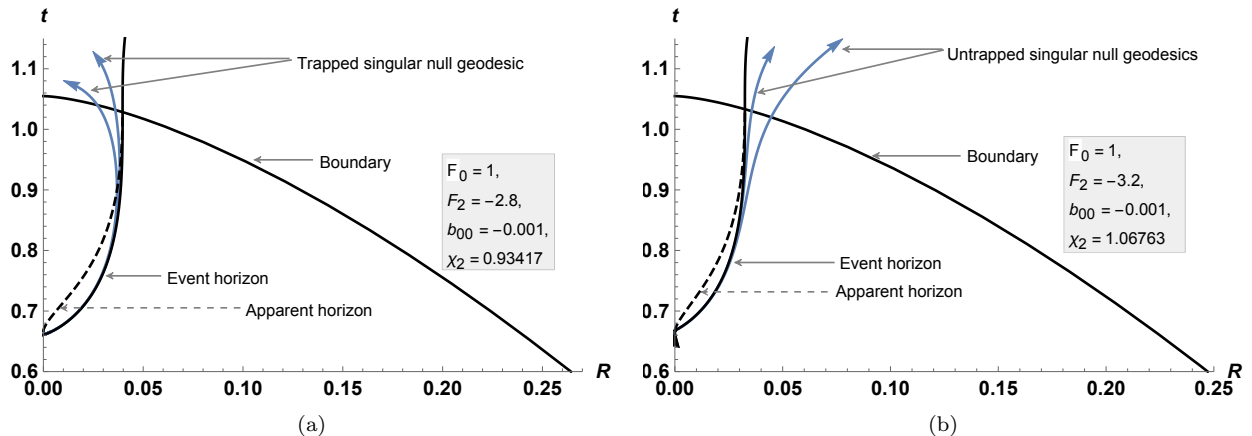 t
1.1
1.0
0.9
0.8
0.7
0.6
0.00
0.05
0.10
0.15
0.20
0.25
R
Trapped singular null geodesic
Boundary
F0 = 1,
F2 = −2.8,
b00 = −0.001,
χ2 = 0.93417
Event horizon
Apparent horizon
(a)
t
1.1
1.0
0.9
0.8
0.7
0.6
0.00
0.05
0.10
0.15
0.20
0.25
R
Untrapped singular null geodesics
Boundary
F0 = 1,
F2 = −3.2,
b00 = −0.001,
χ2 = 1.06763
Event horizon
Apparent horizon
(b)